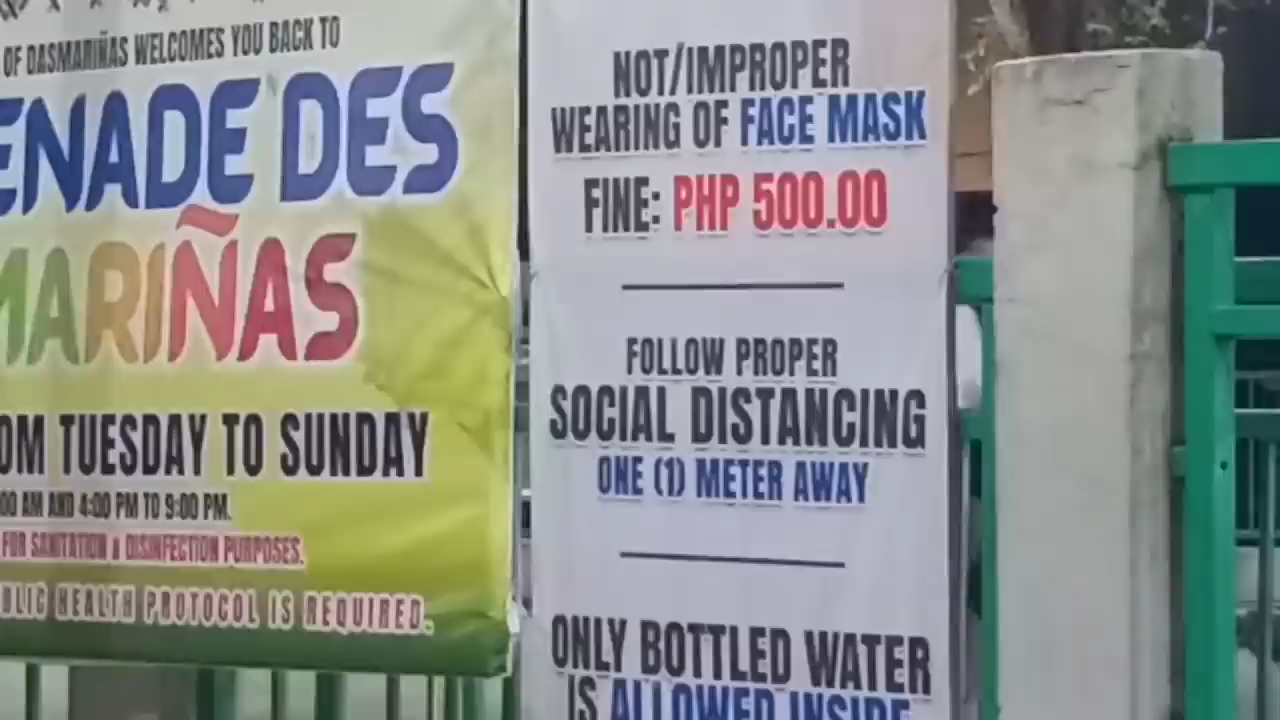 OF DASMARIÑAS WELCOMES YOU BACK TO
ENADE DES
MARIÑAS
OM TUESDAY TO SUNDAY
00 AM AND 4:00 PM TO 9:00 PM.
FOR SANITATION & DISINFECTION PURPOSES.
BLIC HEALTH PROTOCOL IS REQUIRED.
NOT/IMPROPER
WEARING OF FACE MASK
FINE: PHP 500.00
FOLLOW PROPER
SOCIAL DISTANCING
ONE (1) METER AWAY
ONLY BOTTLED WATER
IS ALLOWED INSIDE